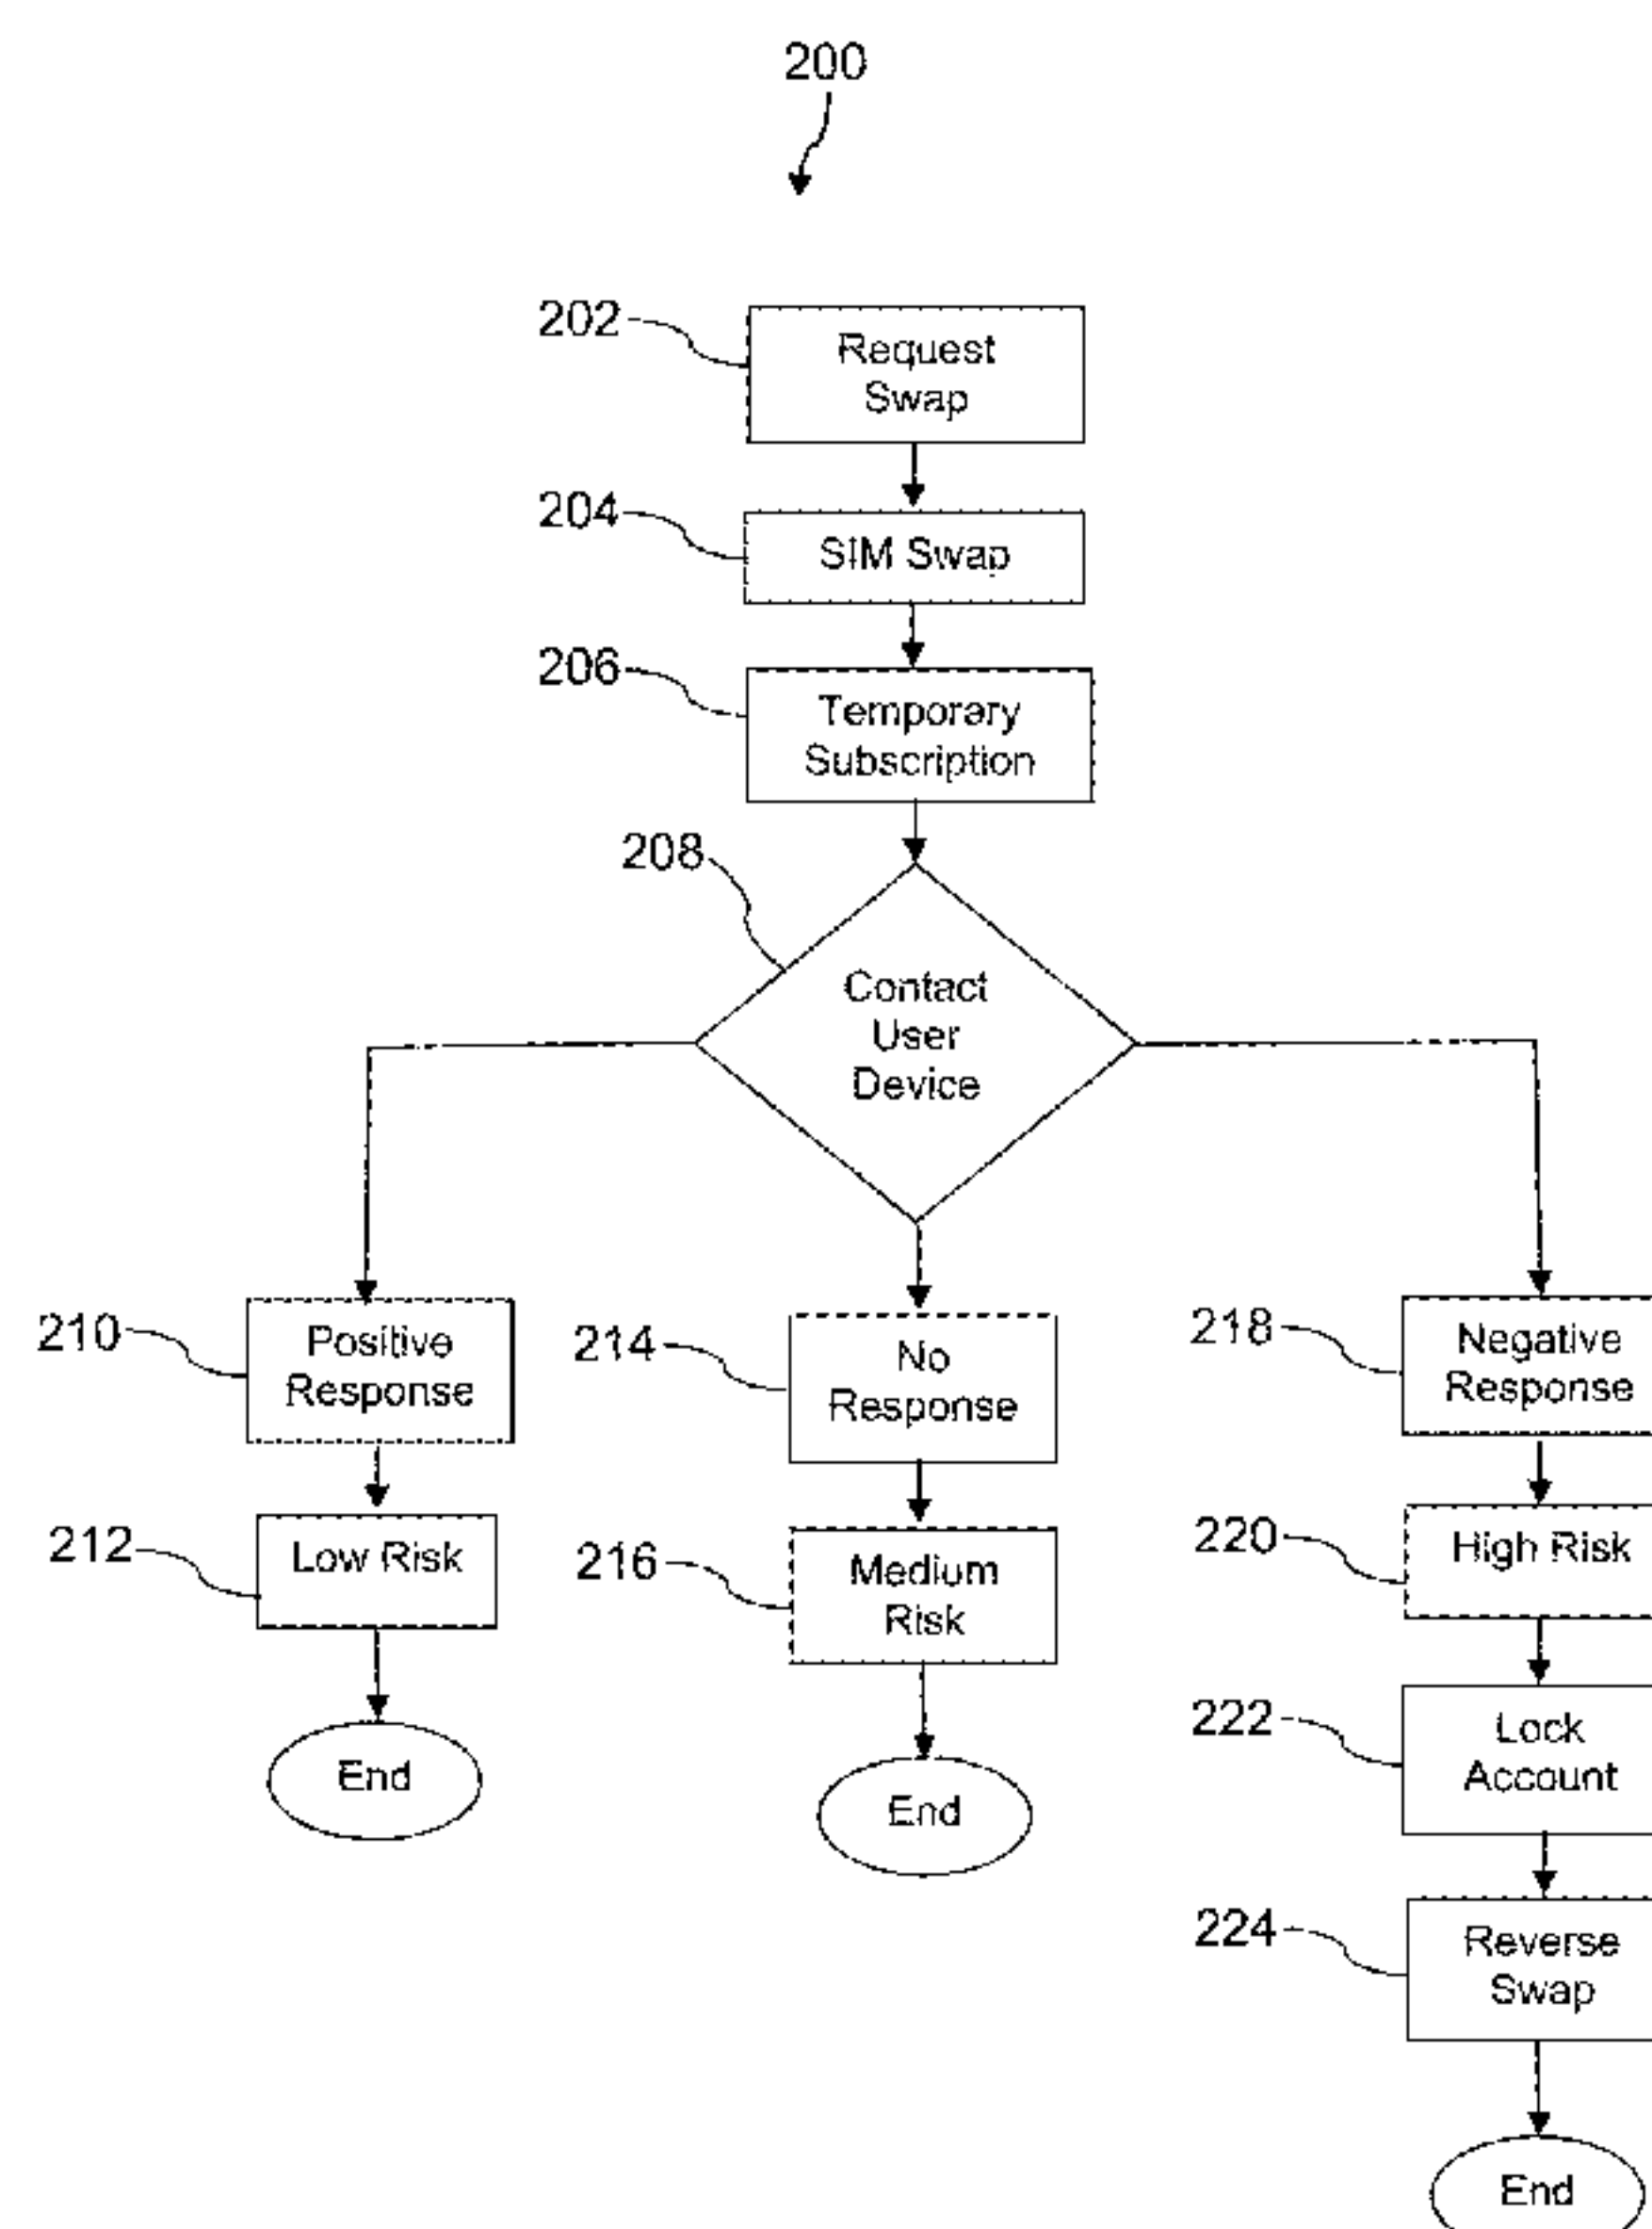 200
202
Request
Swap
204
SIM Swap
206
Temporary
Subscription
208
Contact
User
Device
210
Positive
Response
214
No
Response
218
Negative
Response
212
Low Risk
216
Medium
Risk
220
High Risk
End
End
222
Lock
Account
224
Reverse
Swap
End